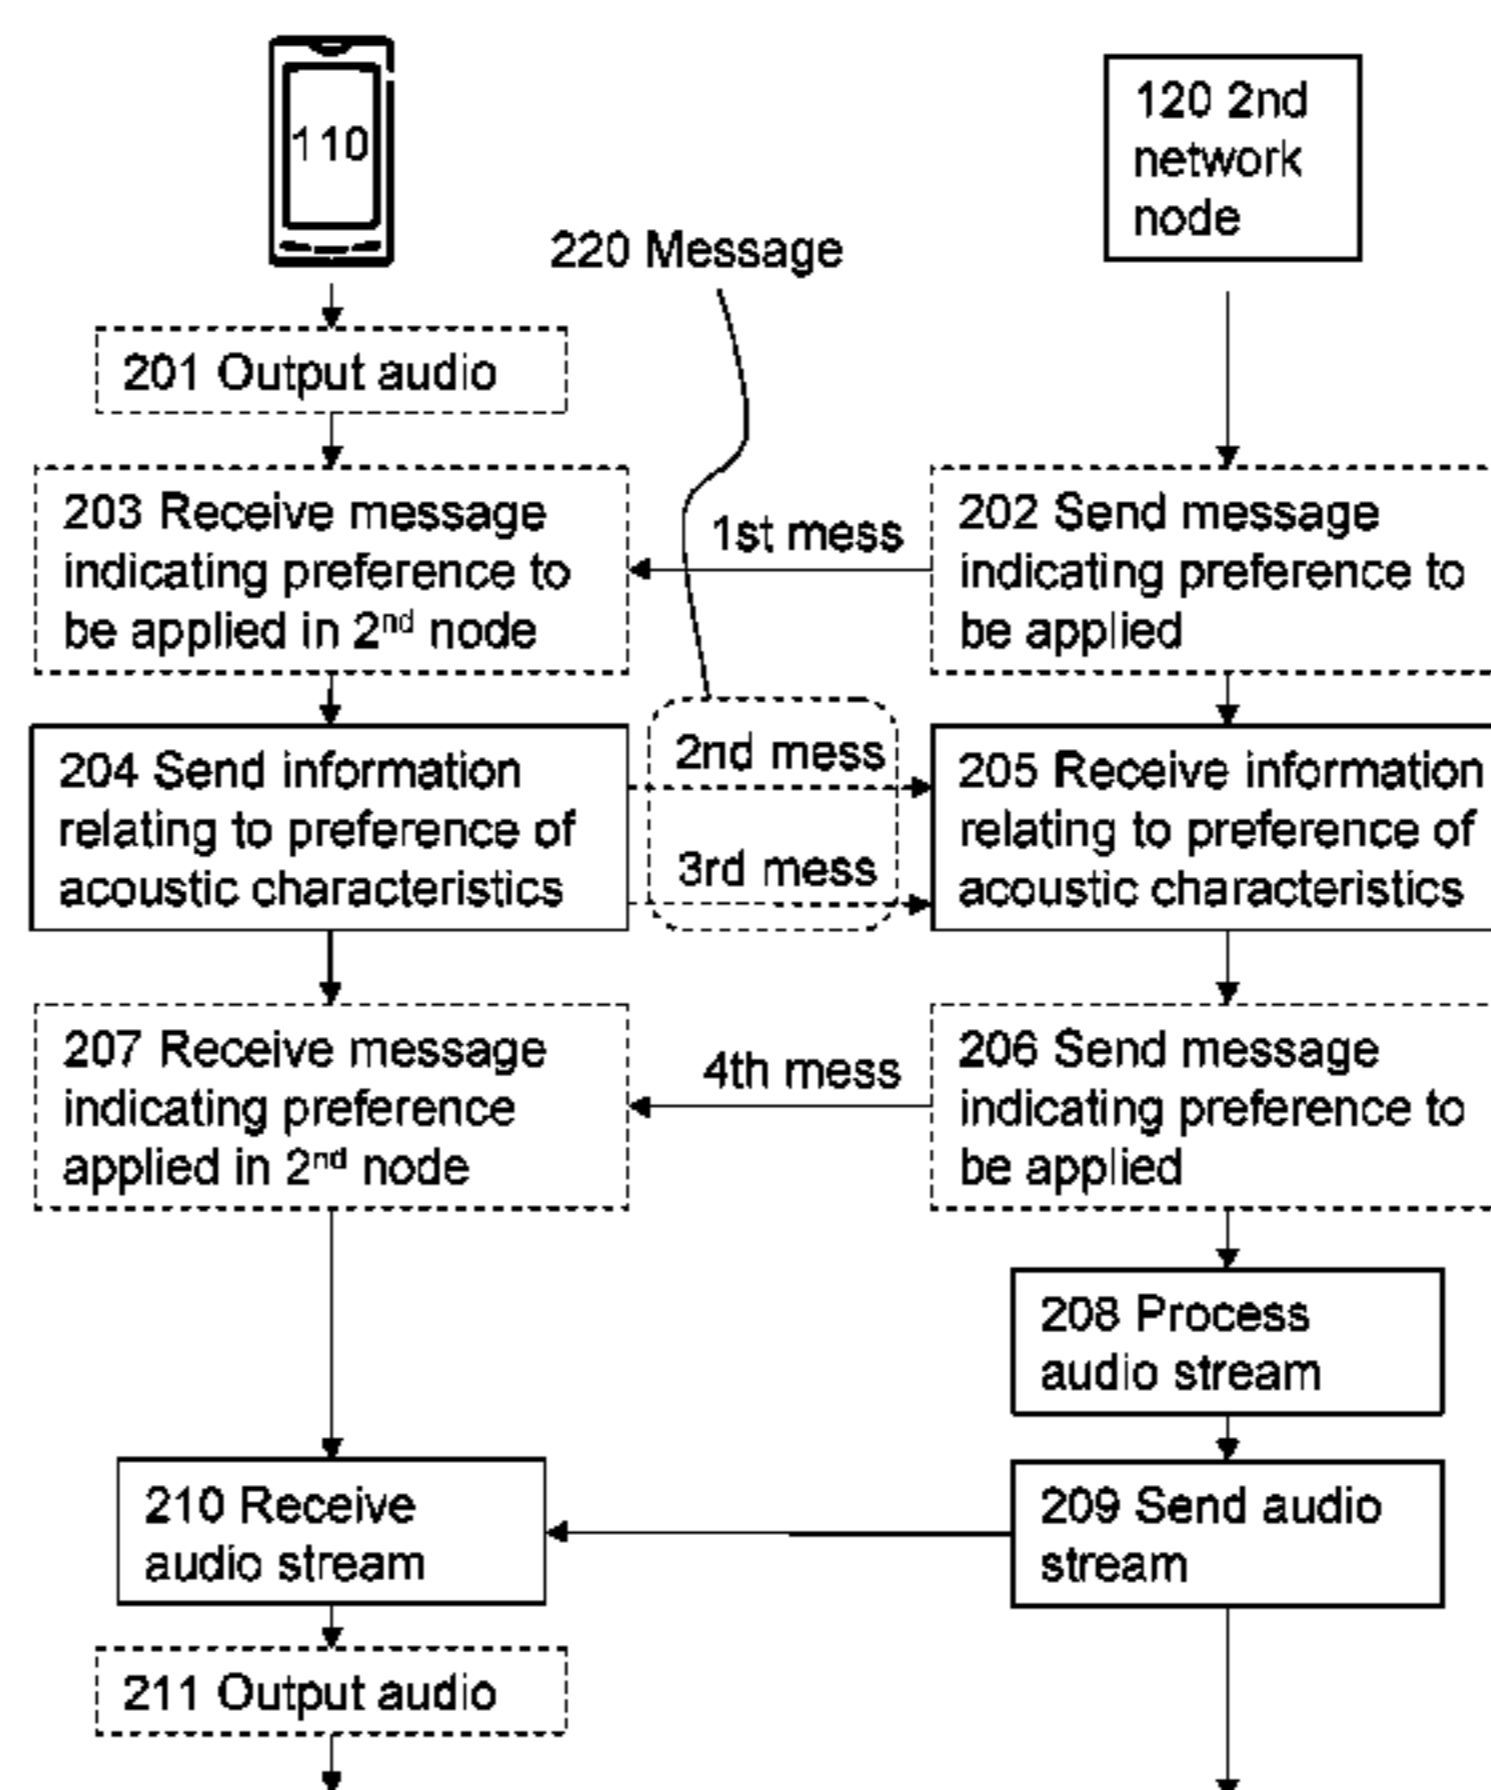 110
120 2nd
network
node
220 Message
201 Output audio
203 Receive message
indicating preference to
be applied in 2nd node
1st mess
202 Send message
indicating preference to
be applied
204 Send information
relating to preference of
acoustic characteristics
2nd mess
3rd mess
205 Receive information
relating to preference of
acoustic characteristics
207 Receive message
indicating preference
applied in 2nd node
4th mess
206 Send message
indicating preference to
be applied
208 Process
audio stream
210 Receive
audio stream
209 Send audio
stream
211 Output audio